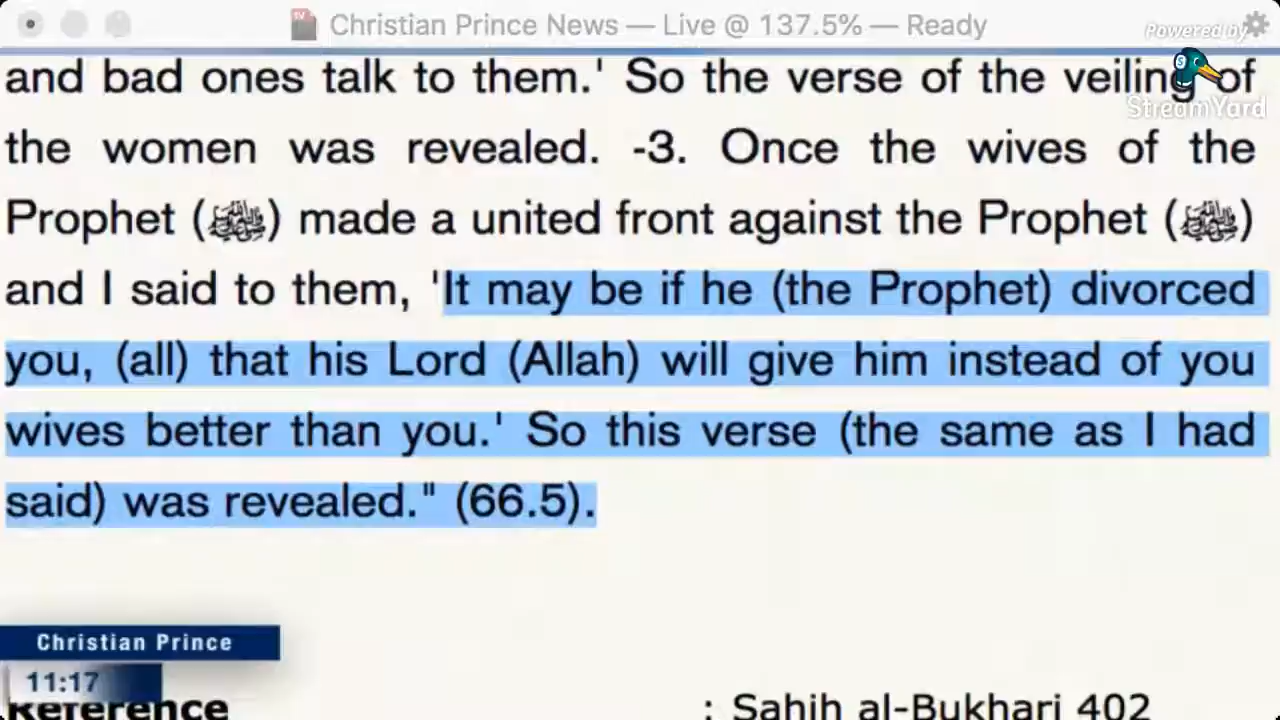 Christian Prince News — Live @ 137.5% — Ready
Powered by
StreamYard
and bad ones talk to them.' So the verse of the veiling of
the women was revealed. -3. Once the wives of the
Prophet (ﷺ) made a united front against the Prophet (ﷺ)
and I said to them, 'It may be if he (the Prophet) divorced
you, (all) that his Lord (Allah) will give him instead of you
wives better than you.' So this verse (the same as I had
said) was revealed." (66.5).
Christian Prince
11:17
Reference : Sahih al-Bukhari 402